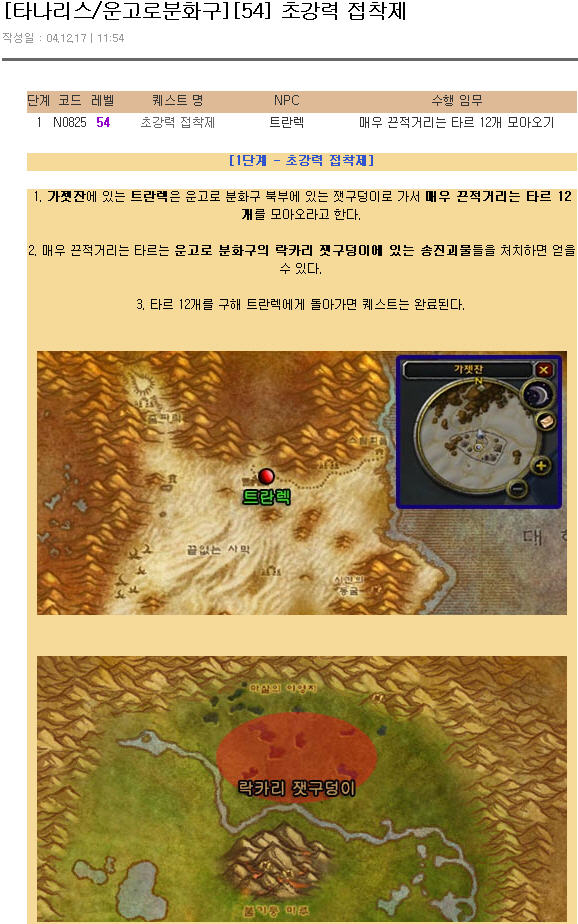 [타나리스/운고로분화구][54] 초강력 접착제
작성일 : 04.12.17 | 11:54
단계 코드 레벨 퀘스트 명 NPC 수행 임무
1 N0825 54 초강력 접착제 트란렉 매우 끈적거리는 타르 12개 모아오기
[1단계 - 초강력 접착제]
1. 가젯잔에 있는 트란렉은 운고로 분화구 북부에 있는 잿구덩이로 가서 매우 끈적거리는 타르 12
개를 모아오라고 한다.
2. 매우 끈적거리는 타르는 운고로 분화구의 락카리 잿구덩이에 있는 송진괴물들을 처치하면 얻을
수 있다.
3. 타르 12개를 구해 트란렉에게 돌아가면 퀘스트는 완료된다.
가젯잔
N
트란렉
끝없는 사막
대
시간의
동굴
락카리 잿구덩이
불기둥 마루